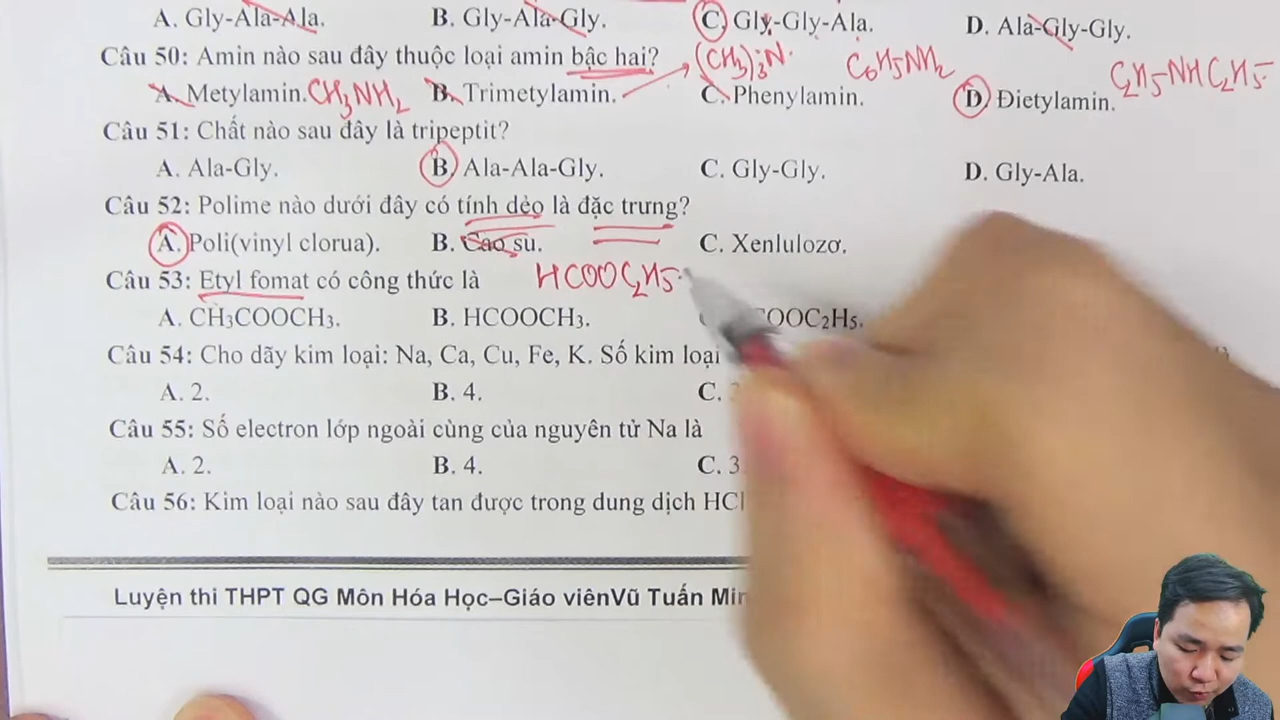 A. Gly-Ala-Ala. B. Gly-Ala-Gly. C. Gly-Gly-Ala. D. Ala-Gly-Gly.
Câu 50: Amin nào sau đây thuộc loại amin bậc hai? (CH3)3N. C6H5NH2 C2H5NHC2H5.
A. Metylamin. CH3NH2 B. Trimetylamin. C. Phenylamin. D. Đietylamin.
Câu 51: Chất nào sau đây là tripeptit?
A. Ala-Gly. B. Ala-Ala-Gly. C. Gly-Gly. D. Gly-Ala.
Câu 52: Polime nào dưới đây có tính dẻo là đặc trưng?
A. Poli(vinyl clorua). B. Cao su. C. Xenlulozơ.
Câu 53: Etyl fomat có công thức là HCOOC2H5.
A. CH3COOCH3. B. HCOOCH3. OOC2H5.
Câu 54: Cho dãy kim loại: Na, Ca, Cu, Fe, K. Số kim loại
A. 2. B. 4. C.
Câu 55: Số electron lớp ngoài cùng của nguyên tử Na là
A. 2. B. 4. C. 3
Câu 56: Kim loại nào sau đây tan được trong dung dịch HCl
Luyện thi THPT QG Môn Hóa Học–Giáo viênVũ Tuấn Min